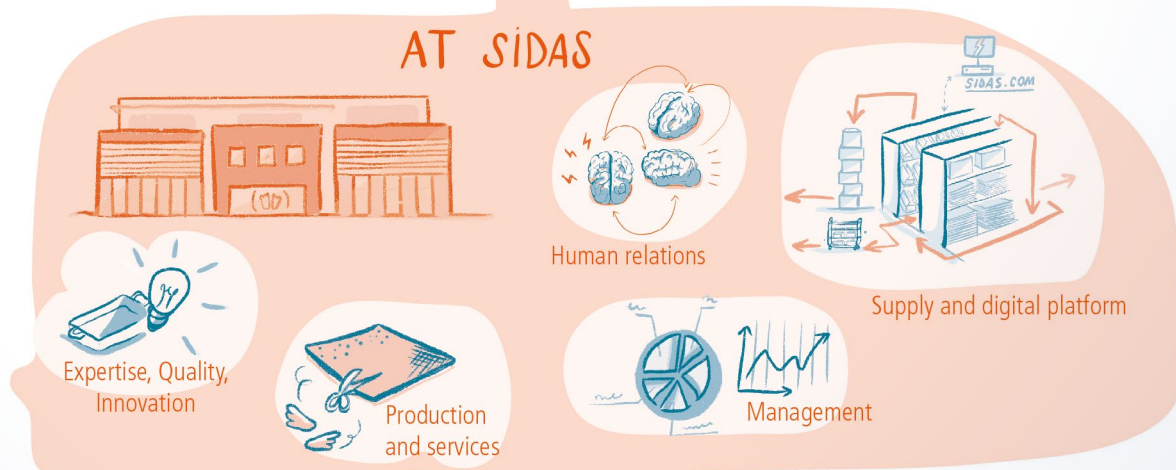 AT SIDAS
SIDAS.COM
Human relations
Supply and digital platform
Expertise, Quality,
Innovation
Production
and services
Management